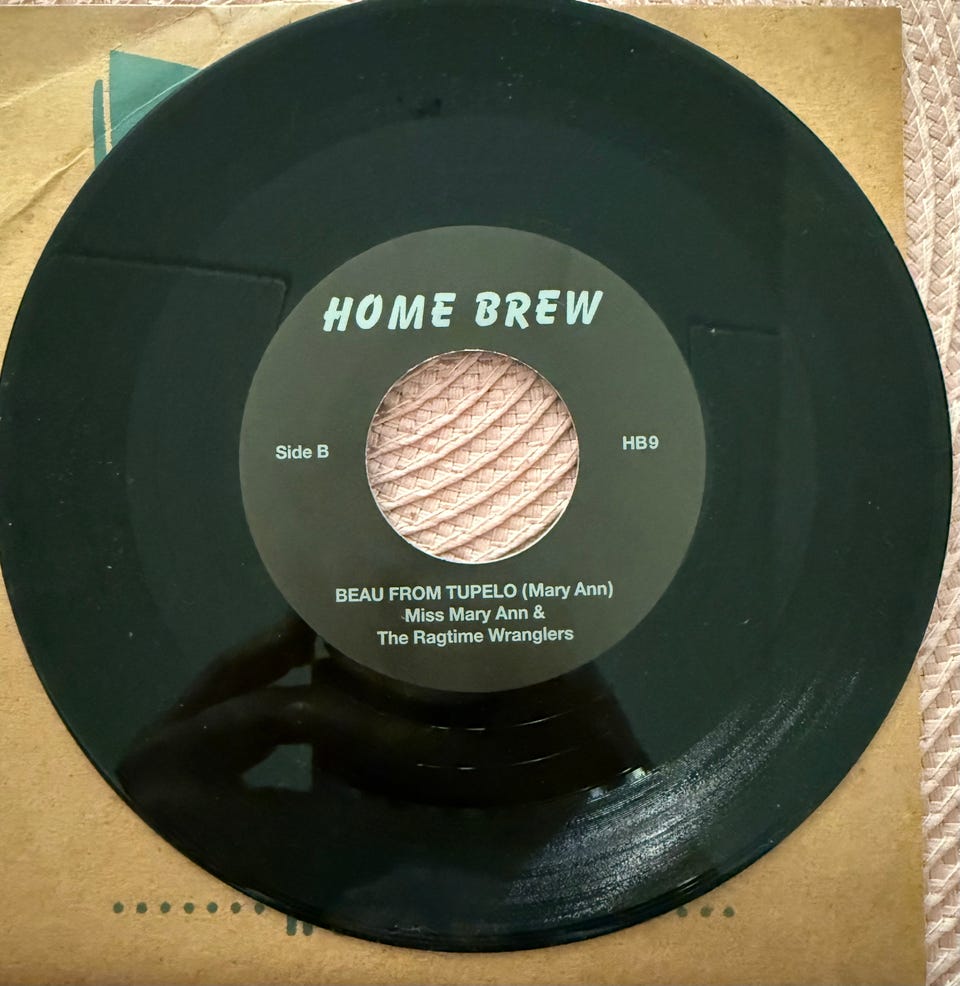 HOME BREW
Side B
HB9
BEAU FROM TUPELO (Mary Ann)
Miss Mary Ann &
The Ragtime Wranglers